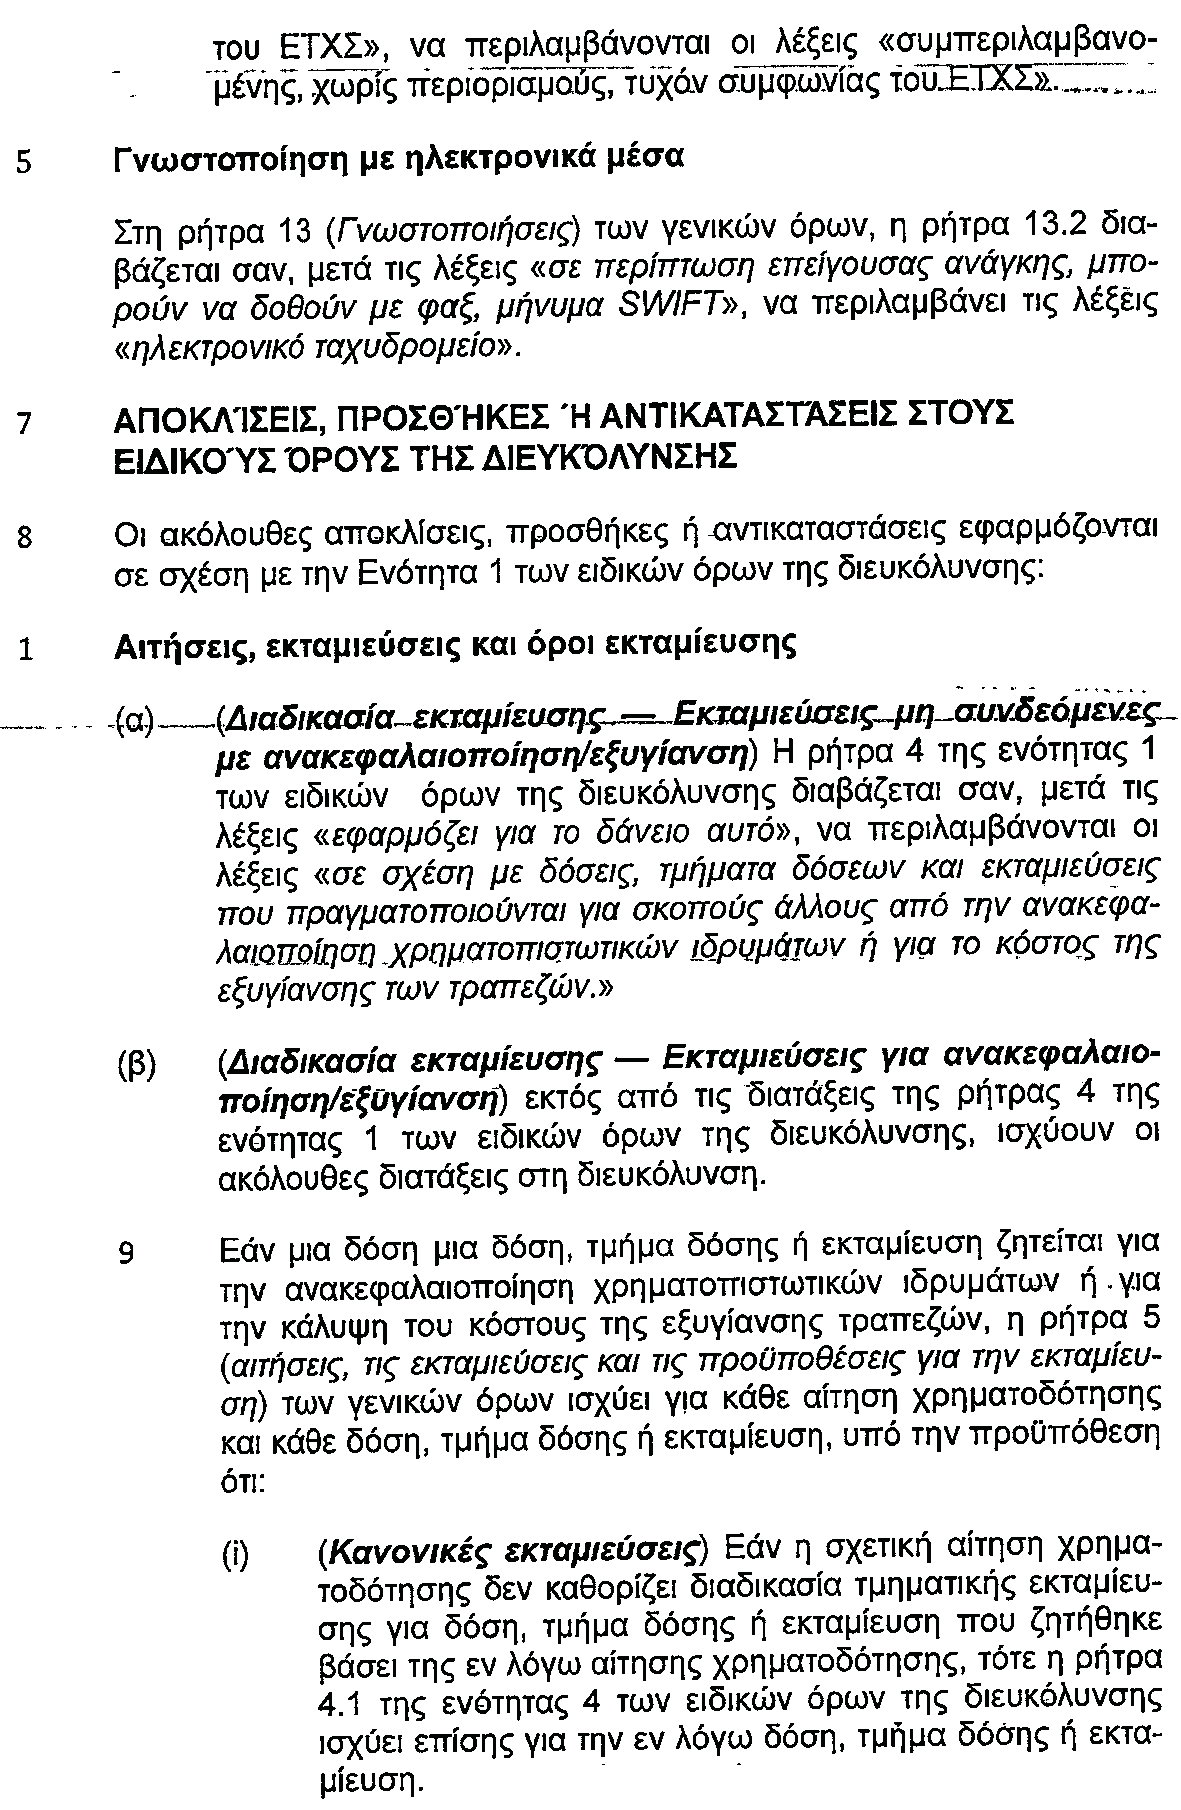 του ΕΤΧΣ», να περιλαμβάνονται οι λέξεις «συμπεριλαμβανο-
μένης, χωρίς περιορισμούς, τυχόν συμφωνίας του ΕΤΧΣ».
5 Γνωστοποίηση με ηλεκτρονικά μέσα
Στη ρήτρα 13 (Γνωστοποιήσεις) των γενικών όρων, η ρήτρα 13.2 δια-
βάζεται σαν, μετά τις λέξεις «σε περίπτωση επείγουσας ανάγκης, μπο-
ρούν να δοθούν με φαξ, μήνυμα SWIFT», να περιλαμβάνει τις λέξεις
«ηλεκτρονικό ταχυδρομείο».
7 ΑΠΟΚΛΊΣΕΙΣ, ΠΡΟΣΘΉΚΕΣ Ή ΑΝΤΙΚΑΤΑΣΤΆΣΕΙΣ ΣΤΟΥΣ
ΕΙΔΙΚΟΎΣ ΌΡΟΥΣ ΤΗΣ ΔΙΕΥΚΌΛΥΝΣΗΣ
8 Οι ακόλουθες αποκλίσεις, προσθήκες ή αντικαταστάσεις εφαρμόζονται
σε σχέση με την Ενότητα 1 των ειδικών όρων της διευκόλυνσης:
1 Αιτήσεις, εκταμιεύσεις και όροι εκταμίευσης
(α) (Διαδικασία εκταμίευσης — Εκταμιεύσεις μη συνδεόμενες
με ανακεφαλαιοποίηση/εξυγίανση) Η ρήτρα 4 της ενότητας 1
των ειδικών όρων της διευκόλυνσης διαβάζεται σαν, μετά τις
λέξεις «εφαρμόζει για το δάνειο αυτό», να περιλαμβάνονται οι
λέξεις «σε σχέση με δόσεις, τμήματα δόσεων και εκταμιεύσεις
που πραγματοποιούνται για σκοπούς άλλους από την ανακεφα-
λαιοποίηση χρηματοπιστωτικών ιδρυμάτων ή για το κόστος της
εξυγίανσης των τραπεζών.»
(β) (Διαδικασία εκταμίευσης — Εκταμιεύσεις για ανακεφαλαιο-
ποίηση/εξυγίανση) εκτός από τις διατάξεις της ρήτρας 4 της
ενότητας 1 των ειδικών όρων της διευκόλυνσης, ισχύουν οι
ακόλουθες διατάξεις στη διευκόλυνση.
9 Εάν μια δόση μια δόση, τμήμα δόσης ή εκταμίευση ζητείται για
την ανακεφαλαιοποίηση χρηματοπιστωτικών ιδρυμάτων ή για
την κάλυψη του κόστους της εξυγίανσης τραπεζών, η ρήτρα 5
(αιτήσεις, τις εκταμιεύσεις και τις προϋποθέσεις για την εκταμίευ-
ση) των γενικών όρων ισχύει για κάθε αίτηση χρηματοδότησης
και κάθε δόση, τμήμα δόσης ή εκταμίευση, υπό την προϋπόθεση
ότι:
(i) (Κανονικές εκταμιεύσεις) Εάν η σχετική αίτηση χρημα-
τοδότησης δεν καθορίζει διαδικασία τμηματικής εκταμίευ-
σης για δόση, τμήμα δόσης ή εκταμίευση που ζητήθηκε
βάσει της εν λόγω αίτησης χρηματοδότησης, τότε η ρήτρα
4.1 της ενότητας 4 των ειδικών όρων της διευκόλυνσης
ισχύει επίσης για την εν λόγω δόση, τμήμα δόσης ή εκτα-
μίευση.